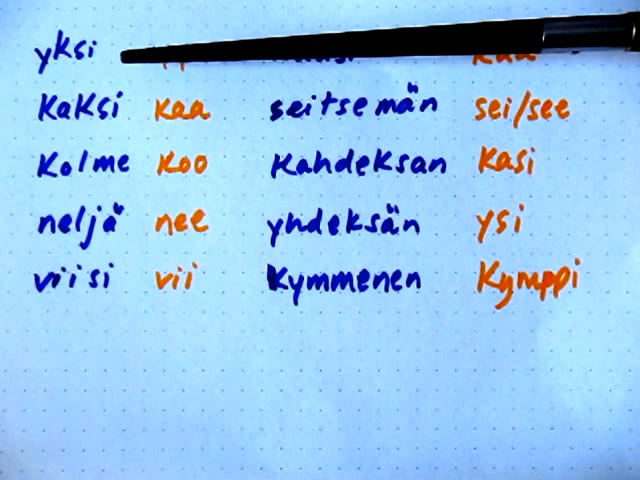 yksi
kaksi kaa seitsemän sei/see
kolme koo kahdeksan kasi
neljä nee yhdeksän ysi
viisi vii kymmenen kymppi